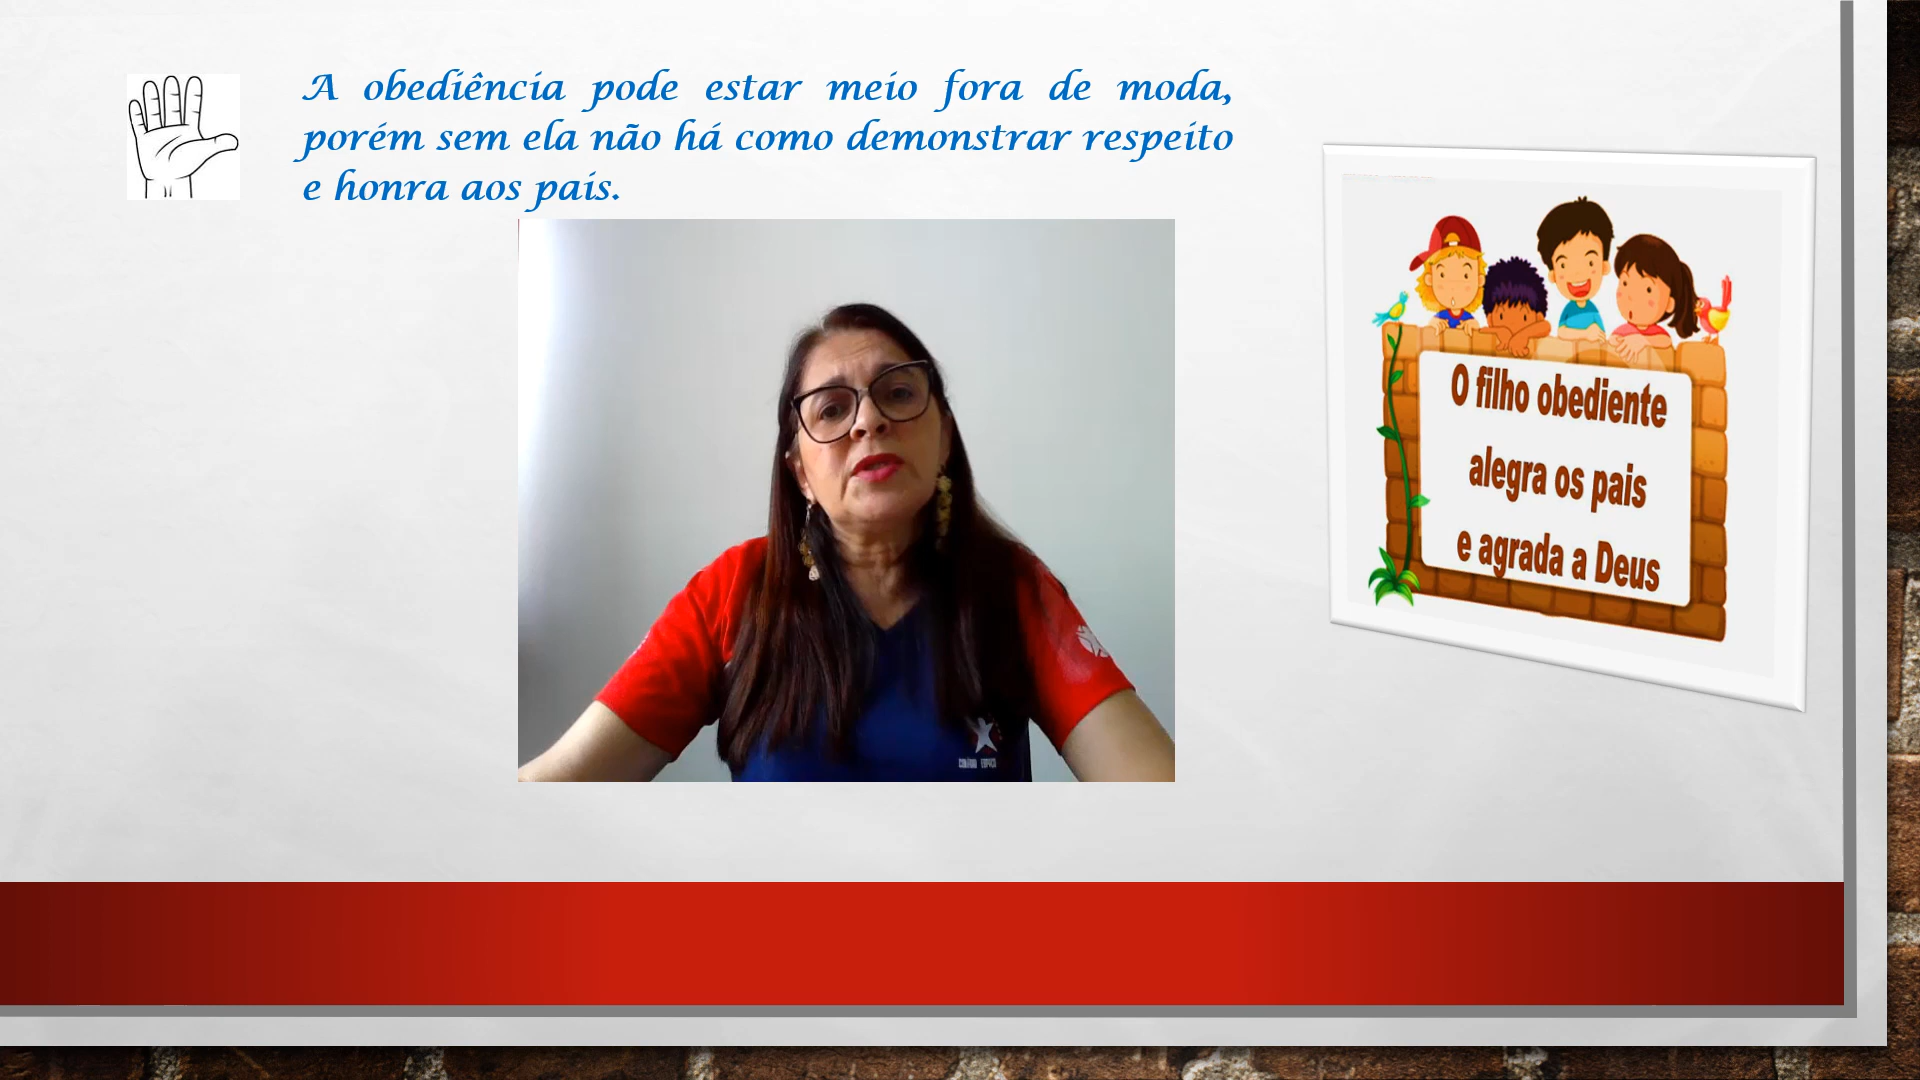 A obediência pode estar meio fora de moda,
porém sem ela não há como demonstrar respeito
e honra aos pais.
O filho obediente
alegra os pais
e agrada a Deus